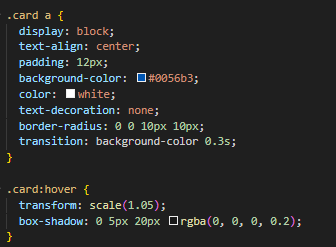 .card a {
display: block;
text-align: center;
padding: 12px;
background-color: #0056b3;
color: white;
text-decoration: none;
border-radius: 0 0 10px 10px;
transition: background-color 0.3s;
}
.card:hover {
transform: scale(1.05);
box-shadow: 0 5px 20px rgba(0, 0, 0, 0.2);
}